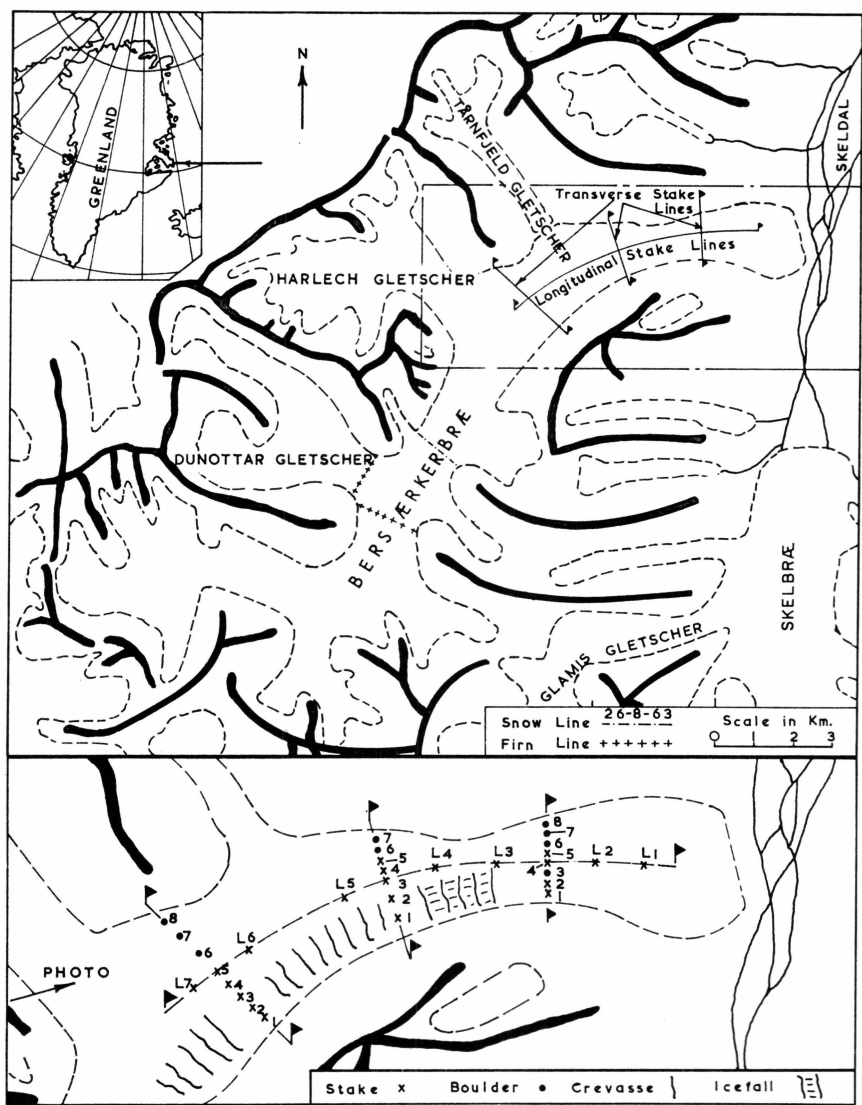 N
GREENLAND
TÅRNFJELD GLETSCHER
SKELDAL
Transverse Stake
Lines
Longitudinal Stake Lines
HARLECH GLETSCHER
DUNOTTAR GLETSCHER
BERSÆRKERBRÆ
SKELBRÆ
GLAMIS GLETSCHER
Snow Line 26-8-63
Firn Line ++++++
Scale in Km.
0 1 2 3
8
7
6
5
4
3
2
1
L1
L2
L3
L4
7
6
5
4
3
2
1
L5
L6
L7
8
7
6
5
4
3
2
1
PHOTO
Stake x Boulder • Crevasse Icefall